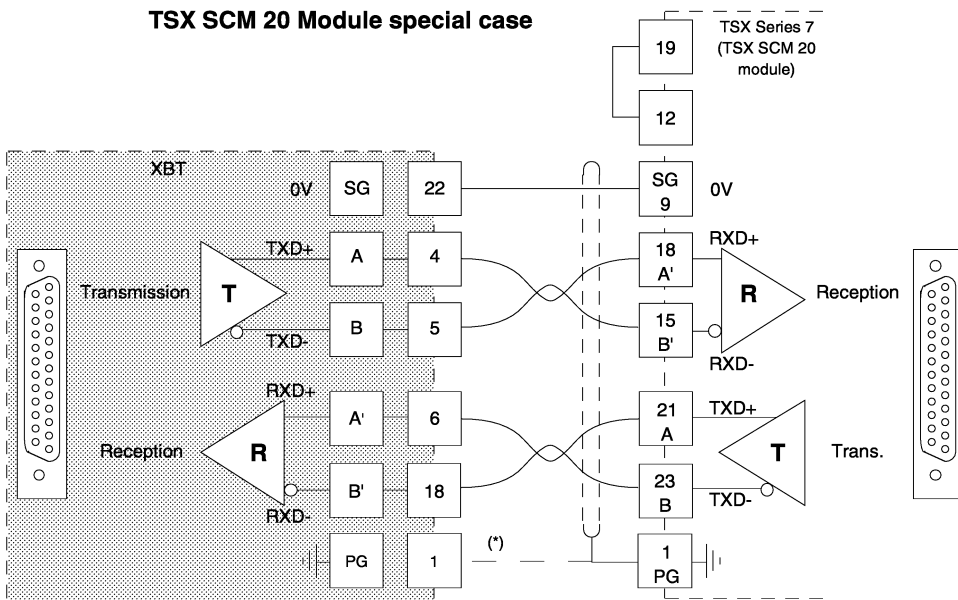 TSX SCM 20 Module special case
TSX Series 7
(TSX SCM 20
module)
19
12
XBT
0V SG 22 SG 9 0V
TXD+ A 4 18 A' RXD+
Transmission T R Reception
TXD- B 5 15 B' RXD-
RXD+ A' 6 21 A TXD+
Reception R T Trans.
RXD- B' 18 23 B TXD-
PG 1 (*) 1 PG